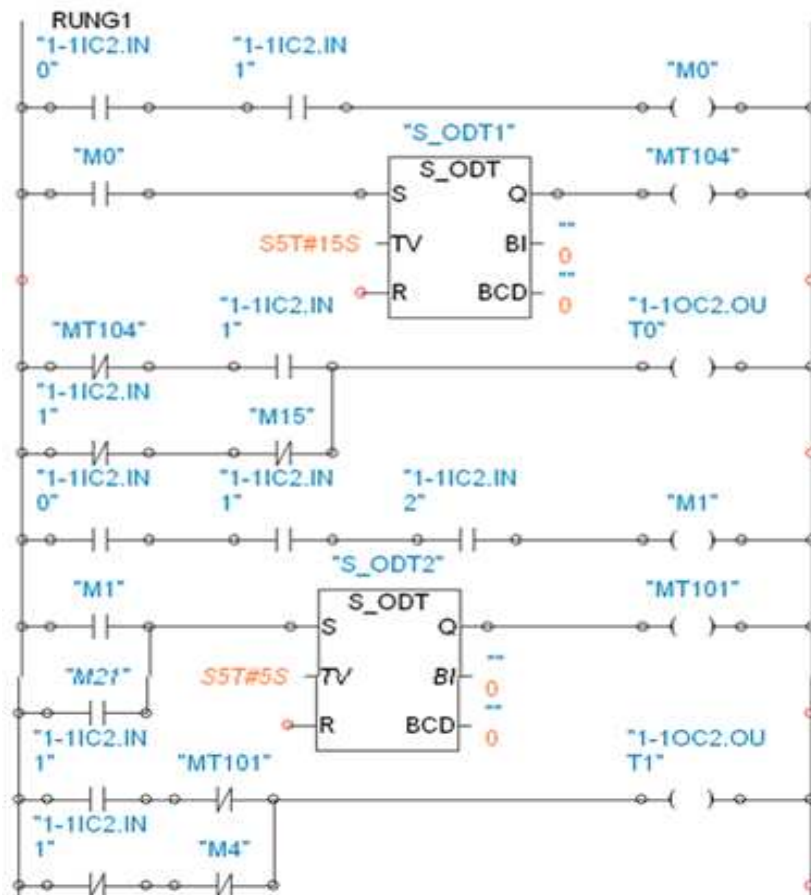 RUNG1
"1-1IC2.IN
0"
"1-1IC2.IN
1"
"M0"
"M0"
"S_ODT1"
"MT104"
S_ODT
S
Q
S5T#15S
TV
BI
""
0
R
BCD
""
0
"MT104"
"1-1IC2.IN
1"
"1-1OC2.OU
T0"
"1-1IC2.IN
1"
"M15"
"1-1IC2.IN
0"
"1-1IC2.IN
1"
"1-1IC2.IN
2"
"M1"
"M1"
"S_ODT2"
"MT101"
S_ODT
S
Q
"M21"
S5T#5S
TV
BI
""
0
R
BCD
""
0
"1-1IC2.IN
1"
"MT101"
"1-1OC2.OU
T1"
"1-1IC2.IN
1"
"M4"